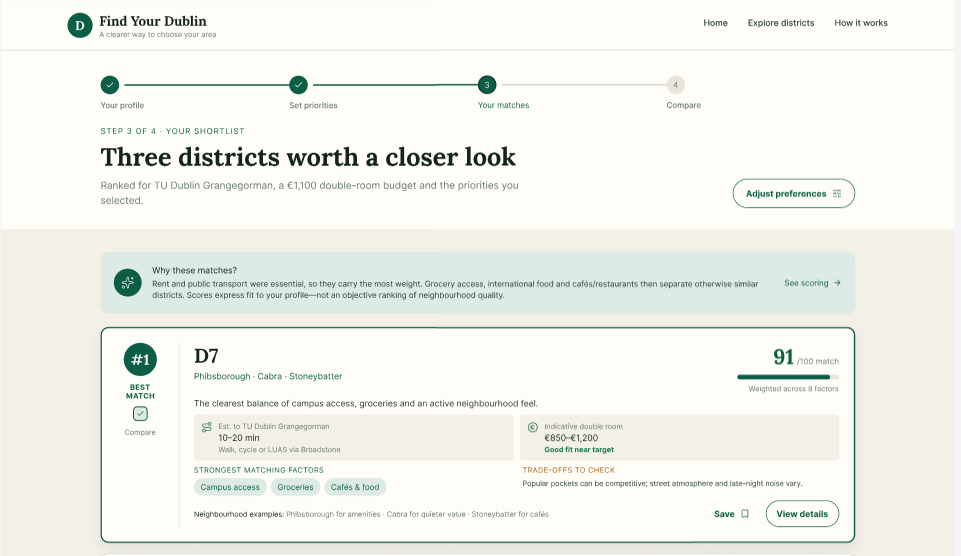 D
Find Your Dublin
A clearer way to choose your area
Home
Explore districts
How it works
3
4
Your profile
Set priorities
Your matches
Compare
STEP 3 OF 4 · YOUR SHORTLIST
Three districts worth a closer look
Ranked for TU Dublin Grangegorman, a €1,100 double-room budget and the priorities you
selected.
Adjust preferences
Why these matches?
Rent and public transport were essential, so they carry the most weight. Grocery access, international food and cafés/restaurants then separate otherwise similar
districts. Scores express fit to your profile—not an objective ranking of neighbourhood quality.
See scoring →
#1
BEST
MATCH
Compare
D7
Phibsborough · Cabra · Stoneybatter
91 /100 match
Weighted across 8 factors
The clearest balance of campus access, groceries and an active neighbourhood feel.
Est. to TU Dublin Grangegorman
10–20 min
Walk, cycle or LUAS via Broadstone
€
Indicative double room
€850–€1,200
Good fit near target
STRONGEST MATCHING FACTORS
Campus access
Groceries
Cafés & food
TRADE-OFFS TO CHECK
Popular pockets can be competitive; street atmosphere and late-night noise vary.
Neighbourhood examples: Phibsborough for amenities · Cabra for quieter value · Stoneybatter for cafés
Save
View details